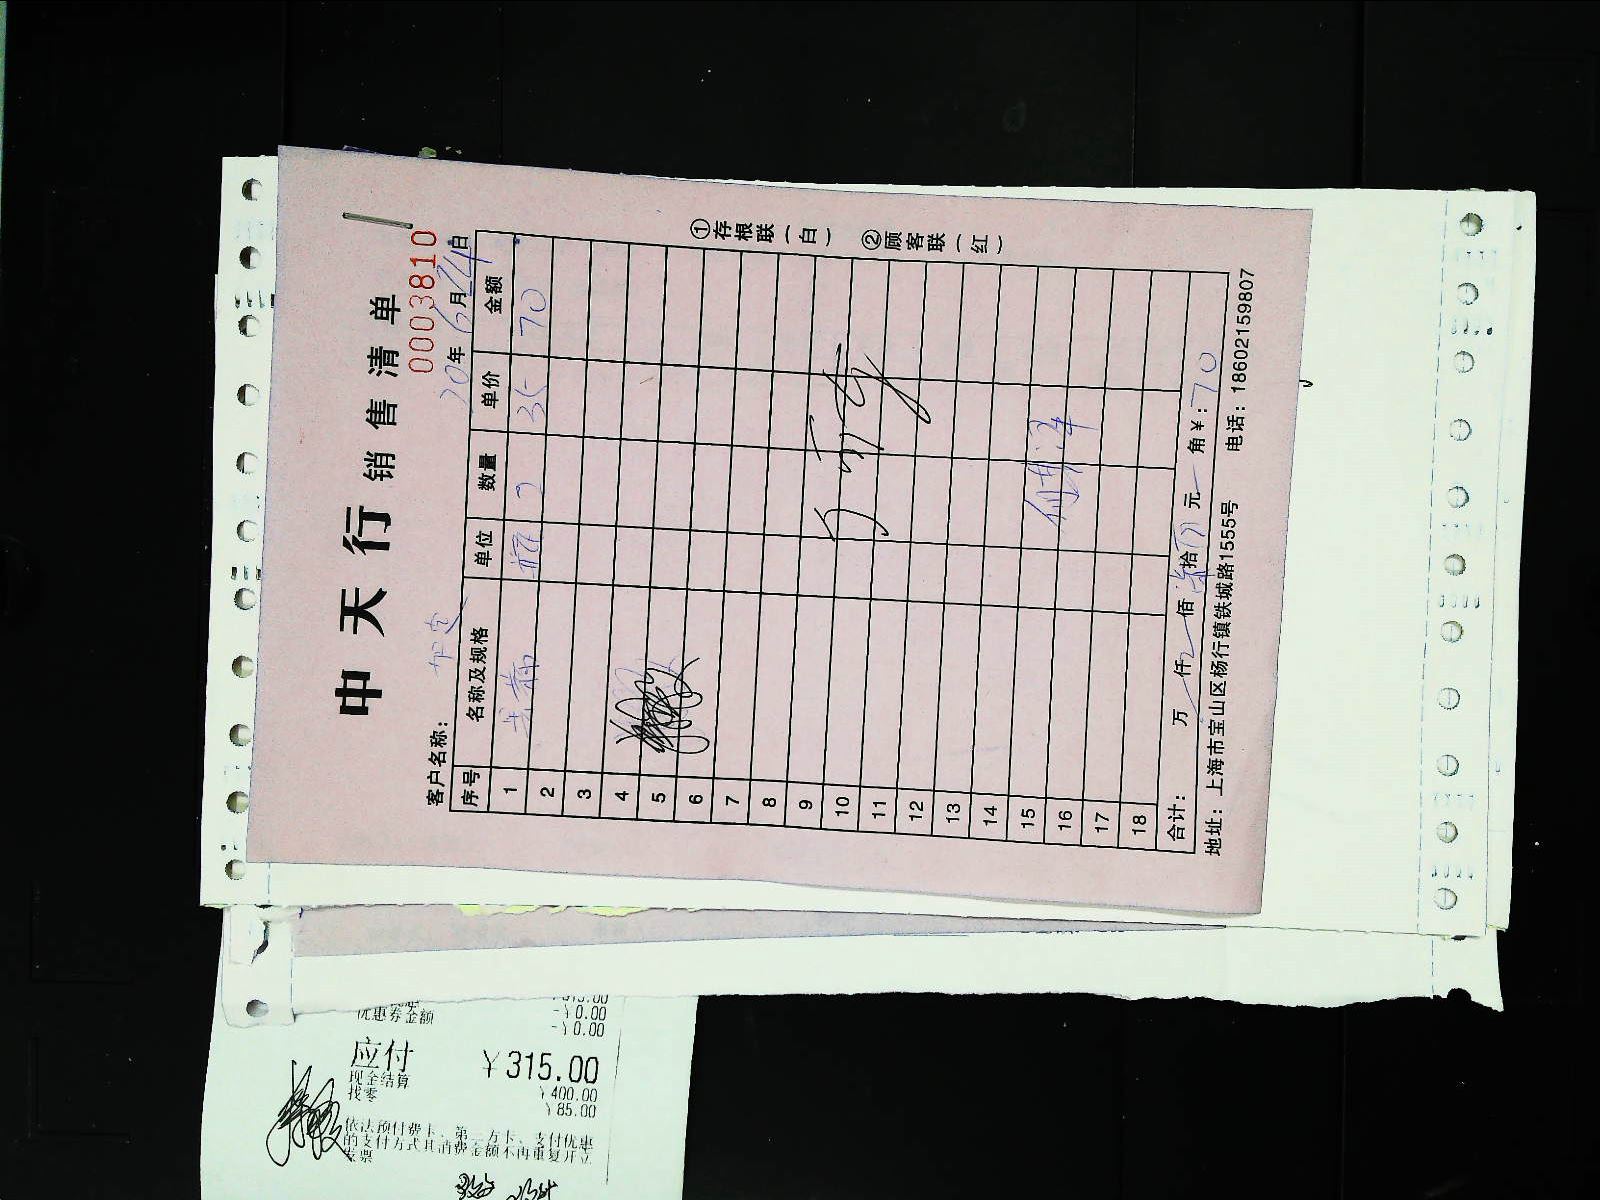 中天行 销售清单
0003810
客户名称：
20年6月24日
序号 名称及规格 单位 数量 单价 金额
1 2 35 70
2
3
4
5
6
7
8
9
10
11
12
13
14
15
16
17
18
合计： 万 仟 佰 柒拾 元 角 ￥：70
地址：上海市宝山区杨行镇铁城路1555号 电话：18602159807
①存根联（白） ②顾客联（红）
优惠券金额 -￥0.00
-￥0.00
应付 ￥315.00
现金结算 ￥400.00
找零 ￥85.00
依法预付费卡、第三方卡、支付优惠
的支付方式其消费金额不再重复开立
发票